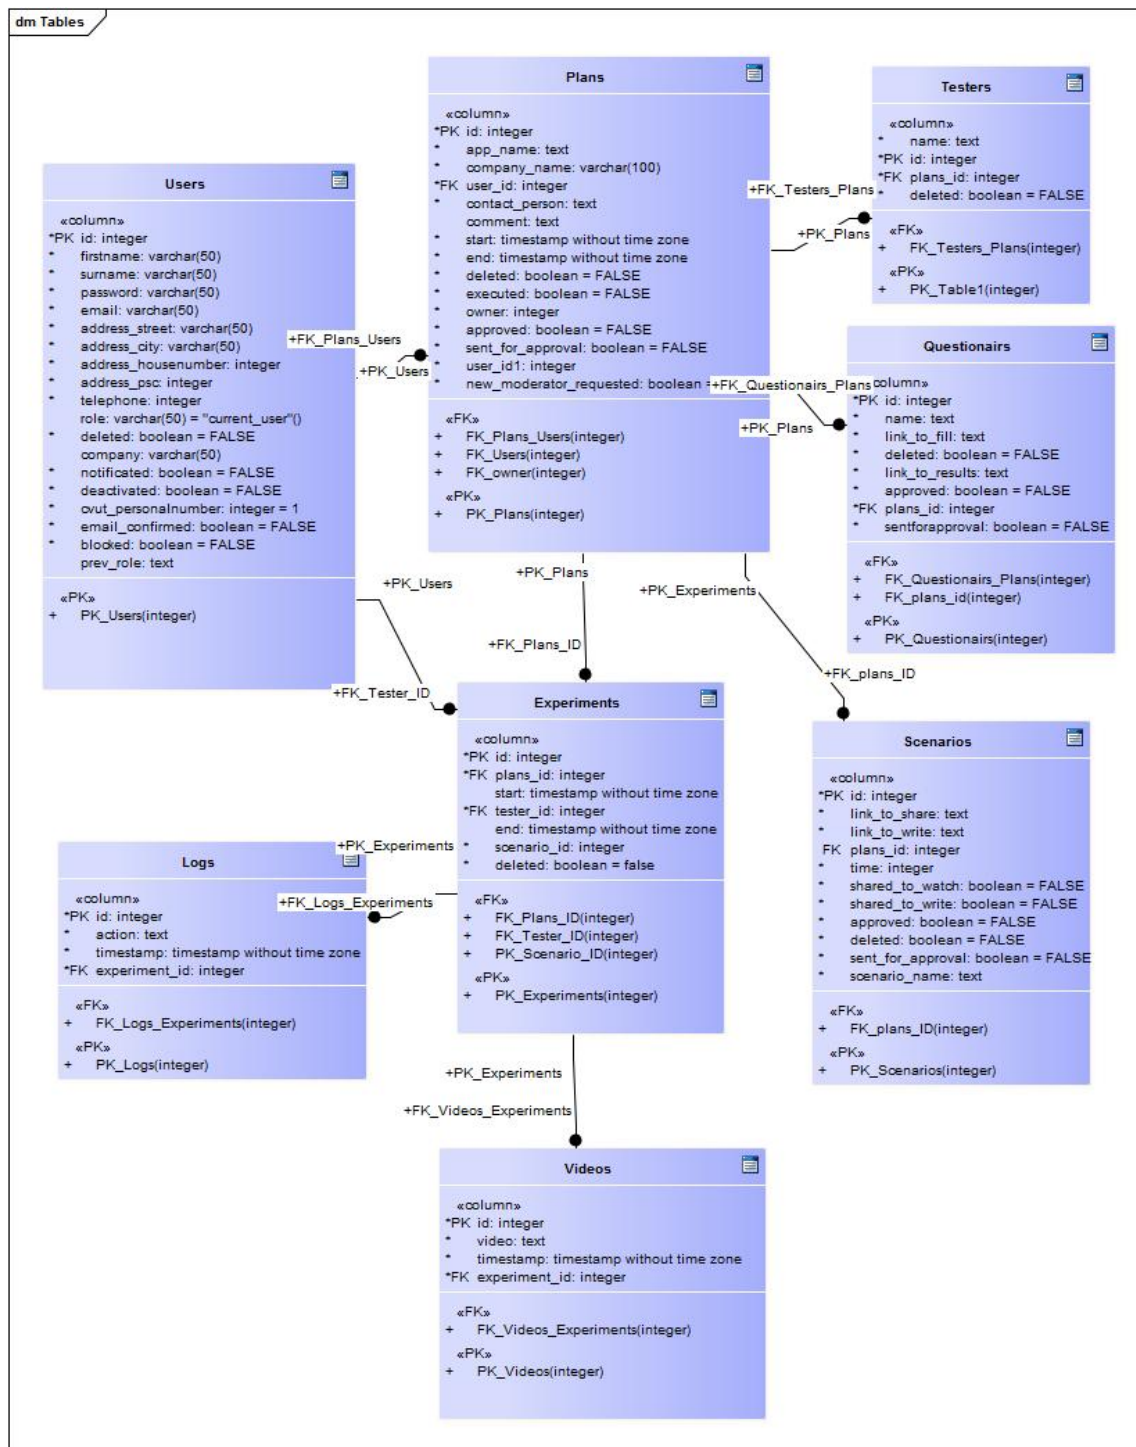 dm Tables
Plans
«column»
*PK id: integer
* app_name: text
* company_name: varchar(100)
*FK user_id: integer
* contact_person: text
comment: text
* start: timestamp without time zone
* end: timestamp without time zone
* deleted: boolean = FALSE
* executed: boolean = FALSE
* owner: integer
* approved: boolean = FALSE
* sent_for_approval: boolean = FALSE
* user_id1: integer
* new_moderator_requested: boolean =
«FK»
+ FK_Plans_Users(integer)
+ FK_Users(integer)
+ FK_owner(integer)
«PK»
+ PK_Plans(integer)
Testers
«column»
* name: text
*PK id: integer
*FK plans_id: integer
* deleted: boolean = FALSE
«FK»
+ FK_Testers_Plans(integer)
«PK»
+ PK_Table1(integer)
+FK_Testers_Plans
+PK_Plans
Users
«column»
*PK id: integer
* firstname: varchar(50)
* surname: varchar(50)
* password: varchar(50)
* email: varchar(50)
* address_street: varchar(50)
* address_city: varchar(50)
* address_housenumber: integer
* address_psc: integer
* telephone: integer
role: varchar(50) = "current_user"()
* deleted: boolean = FALSE
company: varchar(50)
* notificated: boolean = FALSE
* deactivated: boolean = FALSE
* cvut_personalnumber: integer = 1
* email_confirmed: boolean = FALSE
* blocked: boolean = FALSE
prev_role: text
«PK»
+ PK_Users(integer)
+FK_Plans_Users
+PK_Users
Questionairs
«column»
*PK id: integer
* name: text
* link_to_fill: text
* deleted: boolean = FALSE
* link_to_results: text
* approved: boolean = FALSE
*FK plans_id: integer
* sentforapproval: boolean = FALSE
«FK»
+ FK_Questionairs_Plans(integer)
+ FK_plans_id(integer)
«PK»
+ PK_Questionairs(integer)
+FK_Questionairs_Plans
+PK_Plans
+PK_Users
+FK_Tester_ID
+PK_Plans
+FK_Plans_ID
+PK_Experiments
+FK_plans_ID
Experiments
«column»
*PK id: integer
*FK plans_id: integer
start: timestamp without time zone
*FK tester_id: integer
end: timestamp without time zone
* scenario_id: integer
* deleted: boolean = false
«FK»
+ FK_Plans_ID(integer)
+ FK_Tester_ID(integer)
+ PK_Scenario_ID(integer)
«PK»
+ PK_Experiments(integer)
Scenarios
«column»
*PK id: integer
* link_to_share: text
* link_to_write: text
FK plans_id: integer
* time: integer
* shared_to_watch: boolean = FALSE
* shared_to_write: boolean = FALSE
* approved: boolean = FALSE
* deleted: boolean = FALSE
* sent_for_approval: boolean = FALSE
* scenario_name: text
«FK»
+ FK_plans_ID(integer)
«PK»
+ PK_Scenarios(integer)
+PK_Experiments
+FK_Logs_Experiments
Logs
«column»
*PK id: integer
* action: text
* timestamp: timestamp without time zone
*FK experiment_id: integer
«FK»
+ FK_Logs_Experiments(integer)
«PK»
+ PK_Logs(integer)
+PK_Experiments
+FK_Videos_Experiments
Videos
«column»
*PK id: integer
* video: text
* timestamp: timestamp without time zone
*FK experiment_id: integer
«FK»
+ FK_Videos_Experiments(integer)
«PK»
+ PK_Videos(integer)